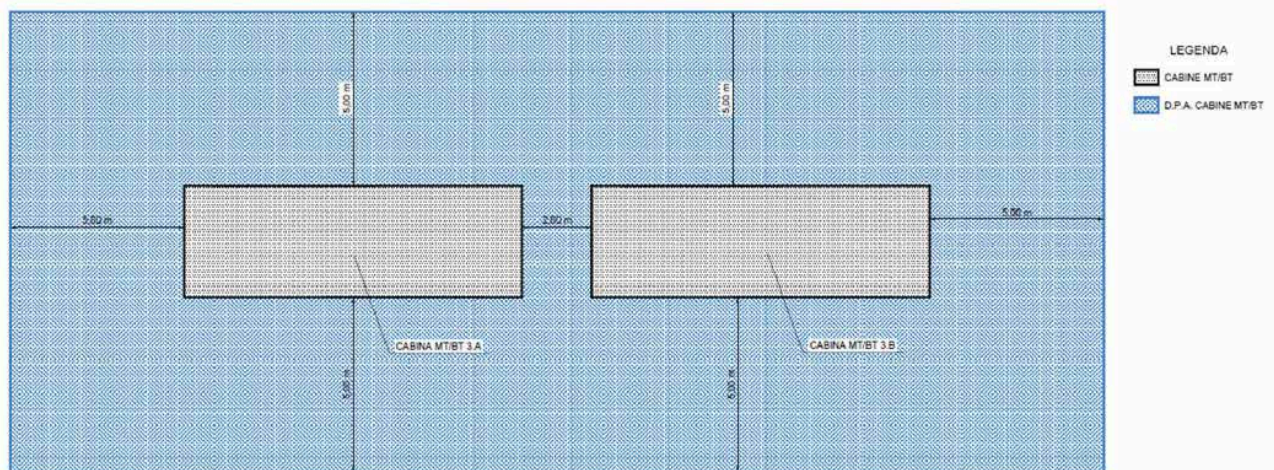 LEGENDA
CABINE MT/BT
D.P.A. CABINE MT/BT
5,00 m
5,00 m
5,00 m
2,00 m
5,00 m
CABINA MT/BT 3.A
CABINA MT/BT 3.B
5,00 m
5,00 m